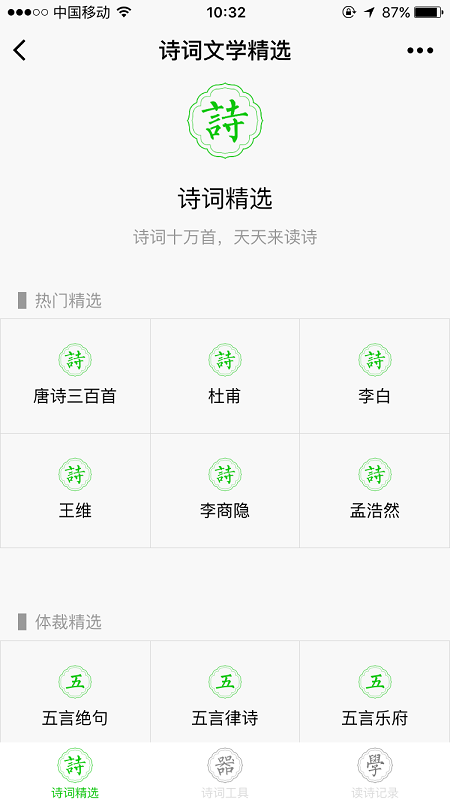 中国移动 10:32 87%
诗词文学精选
詩
诗词精选
诗词十万首，天天来读诗
热门精选
詩 詩 詩
唐诗三百首 杜甫 李白
詩 詩 詩
王维 李商隐 孟浩然
体裁精选
五 五 五
五言绝句 五言律诗 五言乐府
詩 器 學
诗词精选 诗词工具 读诗记录